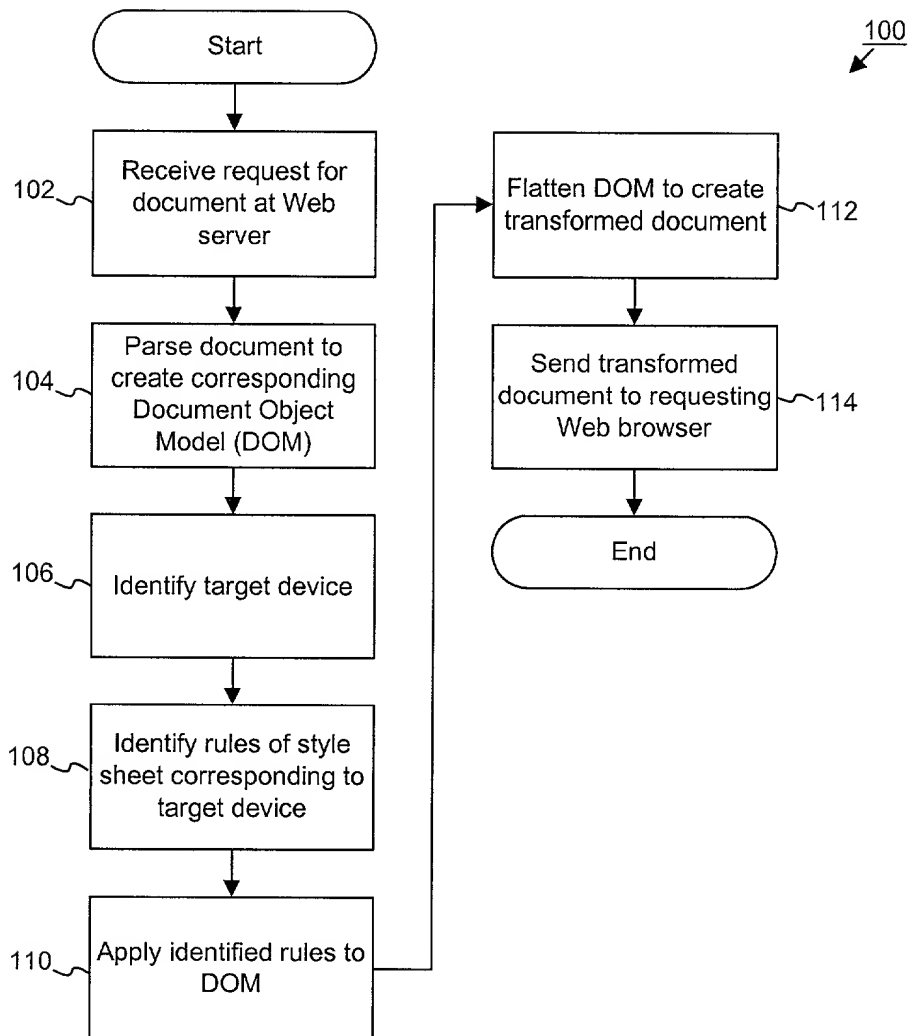 100
Start
102
Receive request for
document at Web
server
104
Parse document to
create corresponding
Document Object
Model (DOM)
106
Identify target device
108
Identify rules of style
sheet corresponding to
target device
110
Apply identified rules to
DOM
Flatten DOM to create
transformed document
112
Send transformed
document to requesting
Web browser
114
End